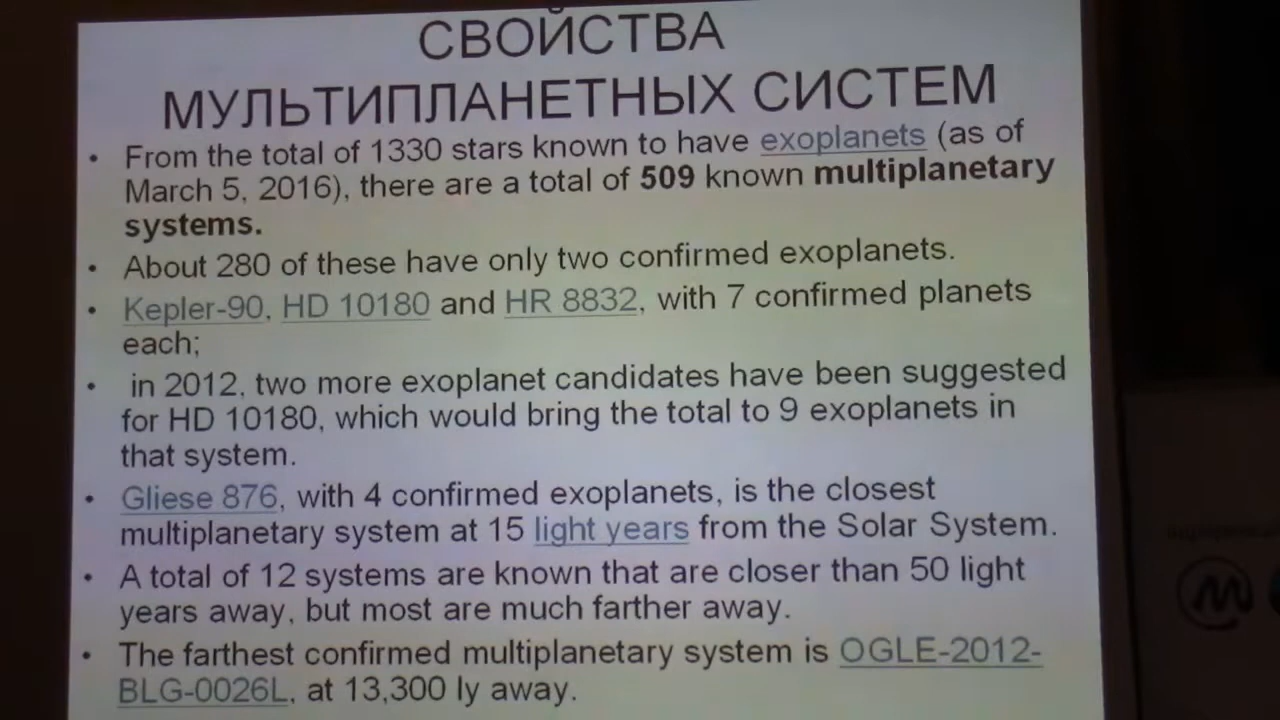 СВОЙСТВА
МУЛЬТИПЛАНЕТНЫХ СИСТЕМ
• From the total of 1330 stars known to have exoplanets (as of
March 5, 2016), there are a total of 509 known multiplanetary
systems.
• About 280 of these have only two confirmed exoplanets.
• Kepler-90, HD 10180 and HR 8832, with 7 confirmed planets
each;
• in 2012, two more exoplanet candidates have been suggested
for HD 10180, which would bring the total to 9 exoplanets in
that system.
• Gliese 876, with 4 confirmed exoplanets, is the closest
multiplanetary system at 15 light years from the Solar System.
• A total of 12 systems are known that are closer than 50 light
years away, but most are much farther away.
• The farthest confirmed multiplanetary system is OGLE-2012-
BLG-0026L, at 13,300 ly away.